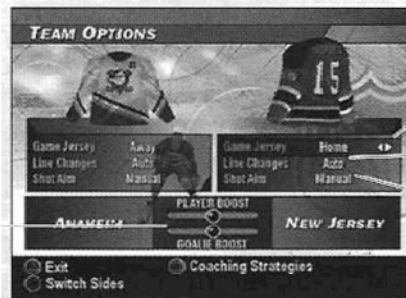 TEAM OPTIONS
15
Game Jersey Away
Line Changes Auto
Shot Aim Manual
Game Jersey Home
Line Changes Auto
Shot Aim Manual
PLAYER BOOST
ANAHEIM
NEW JERSEY
GOALIE BOOST
Exit
Coaching Strategies
Switch Sides